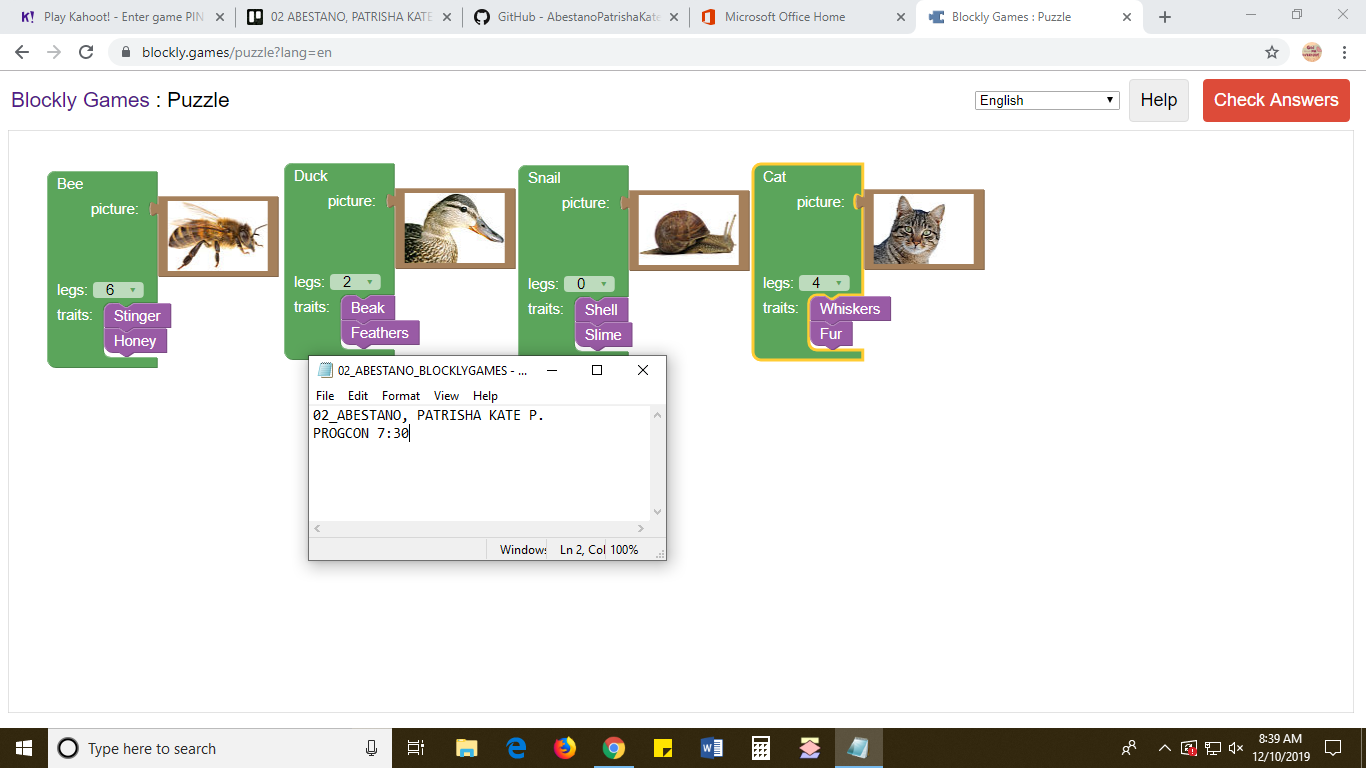 Play Kahoot! - Enter game PIN
02 ABESTANO, PATRISHA KATE
GitHub - AbestanoPatrishaKate
Microsoft Office Home
Blockly Games : Puzzle
blockly.games/puzzle?lang=en
Blockly Games : Puzzle
English
Help
Check Answers
Bee
picture:
legs: 6
traits: Stinger
Honey
Duck
picture:
legs: 2
traits: Beak
Feathers
Snail
picture:
legs: 0
traits: Shell
Slime
Cat
picture:
legs: 4
traits: Whiskers
Fur
02_ABESTANO_BLOCKLYGAMES - ...
File Edit Format View Help
02_ABESTANO, PATRISHA KATE P.
PROGCON 7:30
Windows Ln 2, Col 100%
Type here to search
8:39 AM
12/10/2019